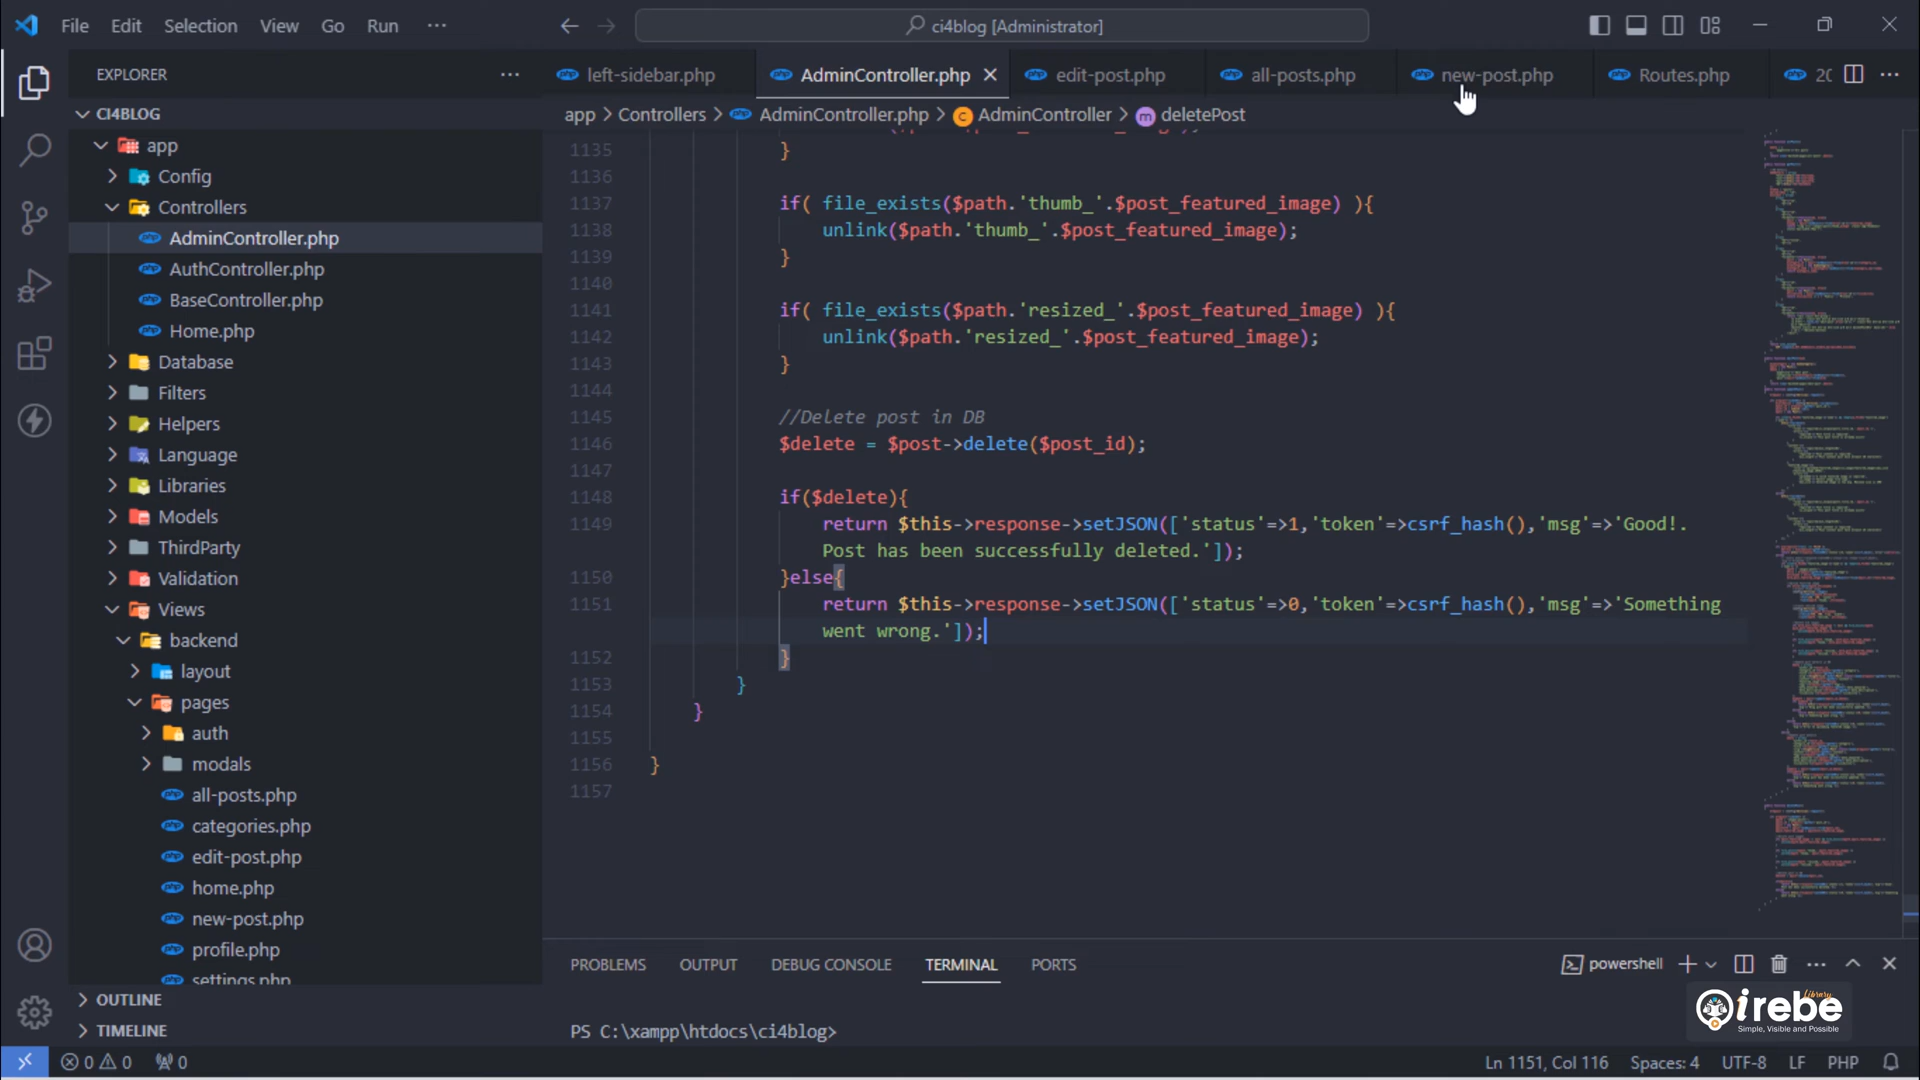 File Edit Selection View Go Run ···
ci4blog [Administrator]
EXPLORER ···
left-sidebar.php AdminController.php edit-post.php all-posts.php new-post.php Routes.php
app > Controllers > AdminController.php > AdminController > deletePost
CI4BLOG
app
Config
Controllers
AdminController.php
AuthController.php
BaseController.php
Home.php
Database
Filters
Helpers
Language
Libraries
Models
ThirdParty
Validation
Views
backend
layout
pages
auth
modals
all-posts.php
categories.php
edit-post.php
home.php
new-post.php
profile.php
settings.php
OUTLINE
TIMELINE
1135 }
1136
1137 if( file_exists($path.'thumb_'.$post_featured_image) ){
1138 unlink($path.'thumb_'.$post_featured_image);
1139 }
1140
1141 if( file_exists($path.'resized_'.$post_featured_image) ){
1142 unlink($path.'resized_'.$post_featured_image);
1143 }
1144
1145 //Delete post in DB
1146 $delete = $post->delete($post_id);
1147
1148 if($delete){
1149 return $this->response->setJSON(['status'=>1,'token'=>csrf_hash(),'msg'=>'Good!.
Post has been successfully deleted.']);
1150 }else{
1151 return $this->response->setJSON(['status'=>0,'token'=>csrf_hash(),'msg'=>'Something
went wrong.']);
1152 }
1153 }
1154 }
1155
1156 }
1157
PROBLEMS OUTPUT DEBUG CONSOLE TERMINAL PORTS
powershell
PS C:\xampp\htdocs\ci4blog>
irebe Library
Simple, Visible and Possible
0 0 0
Ln 1151, Col 116 Spaces: 4 UTF-8 LF PHP